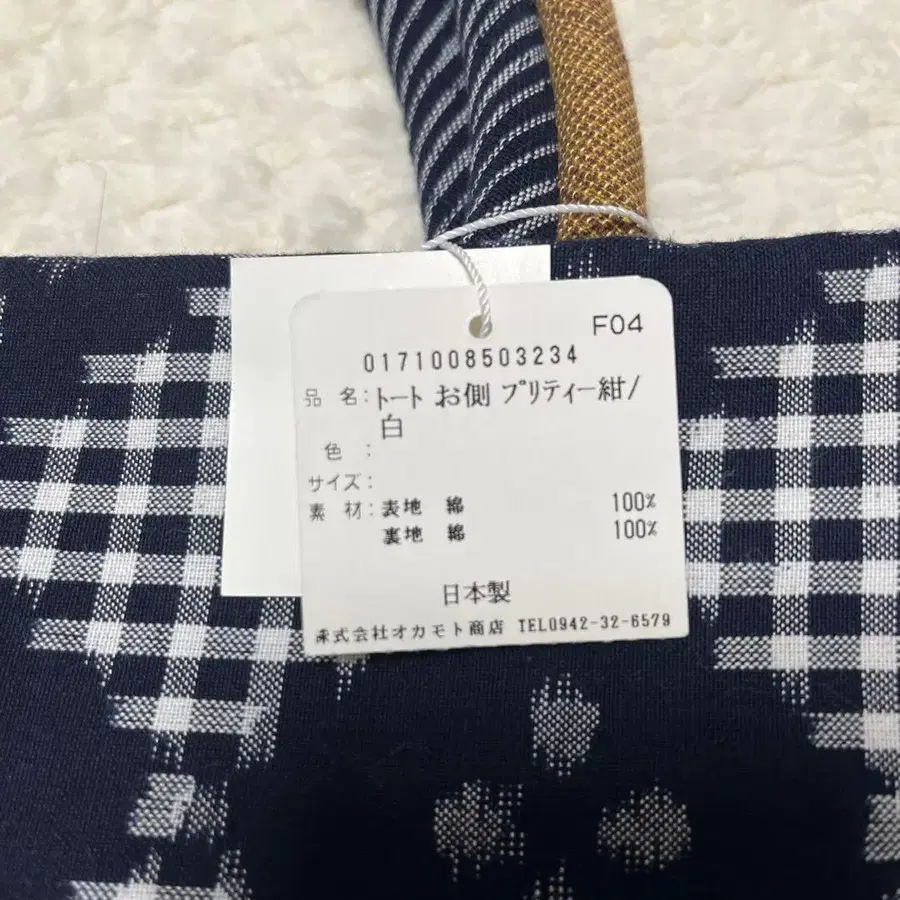 F04
0171008503234
品 名：トート お側 プリティー紺/
白
色：
サイズ：
素 材：表地 綿 100%
裏地 綿 100%
日本製
株式会社オカモト商店 TEL0942-32-6579